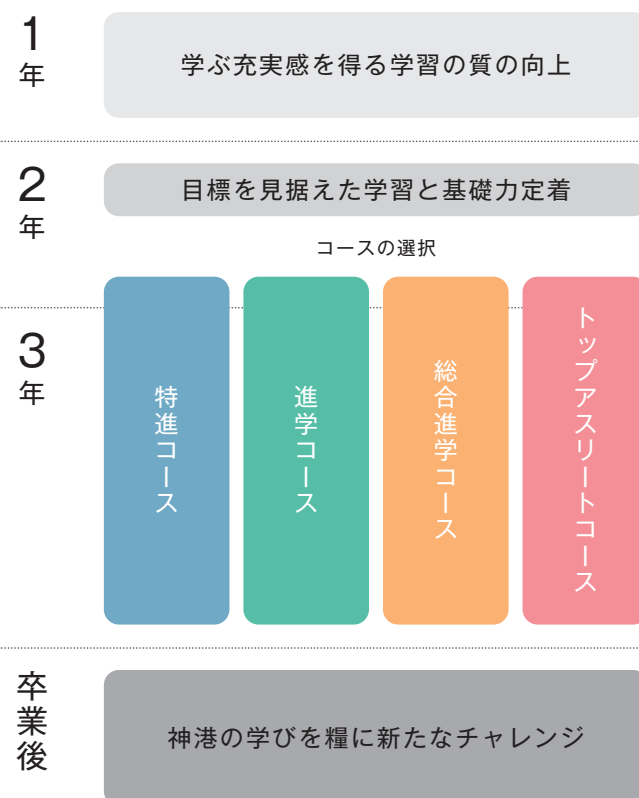 1年
学ぶ充実感を得る学習の質の向上
2年
目標を見据えた学習と基礎力定着
コースの選択
3年
特進コース
進学コース
総合進学コース
トップアスリートコース
卒業後
神港の学びを糧に新たなチャレンジ